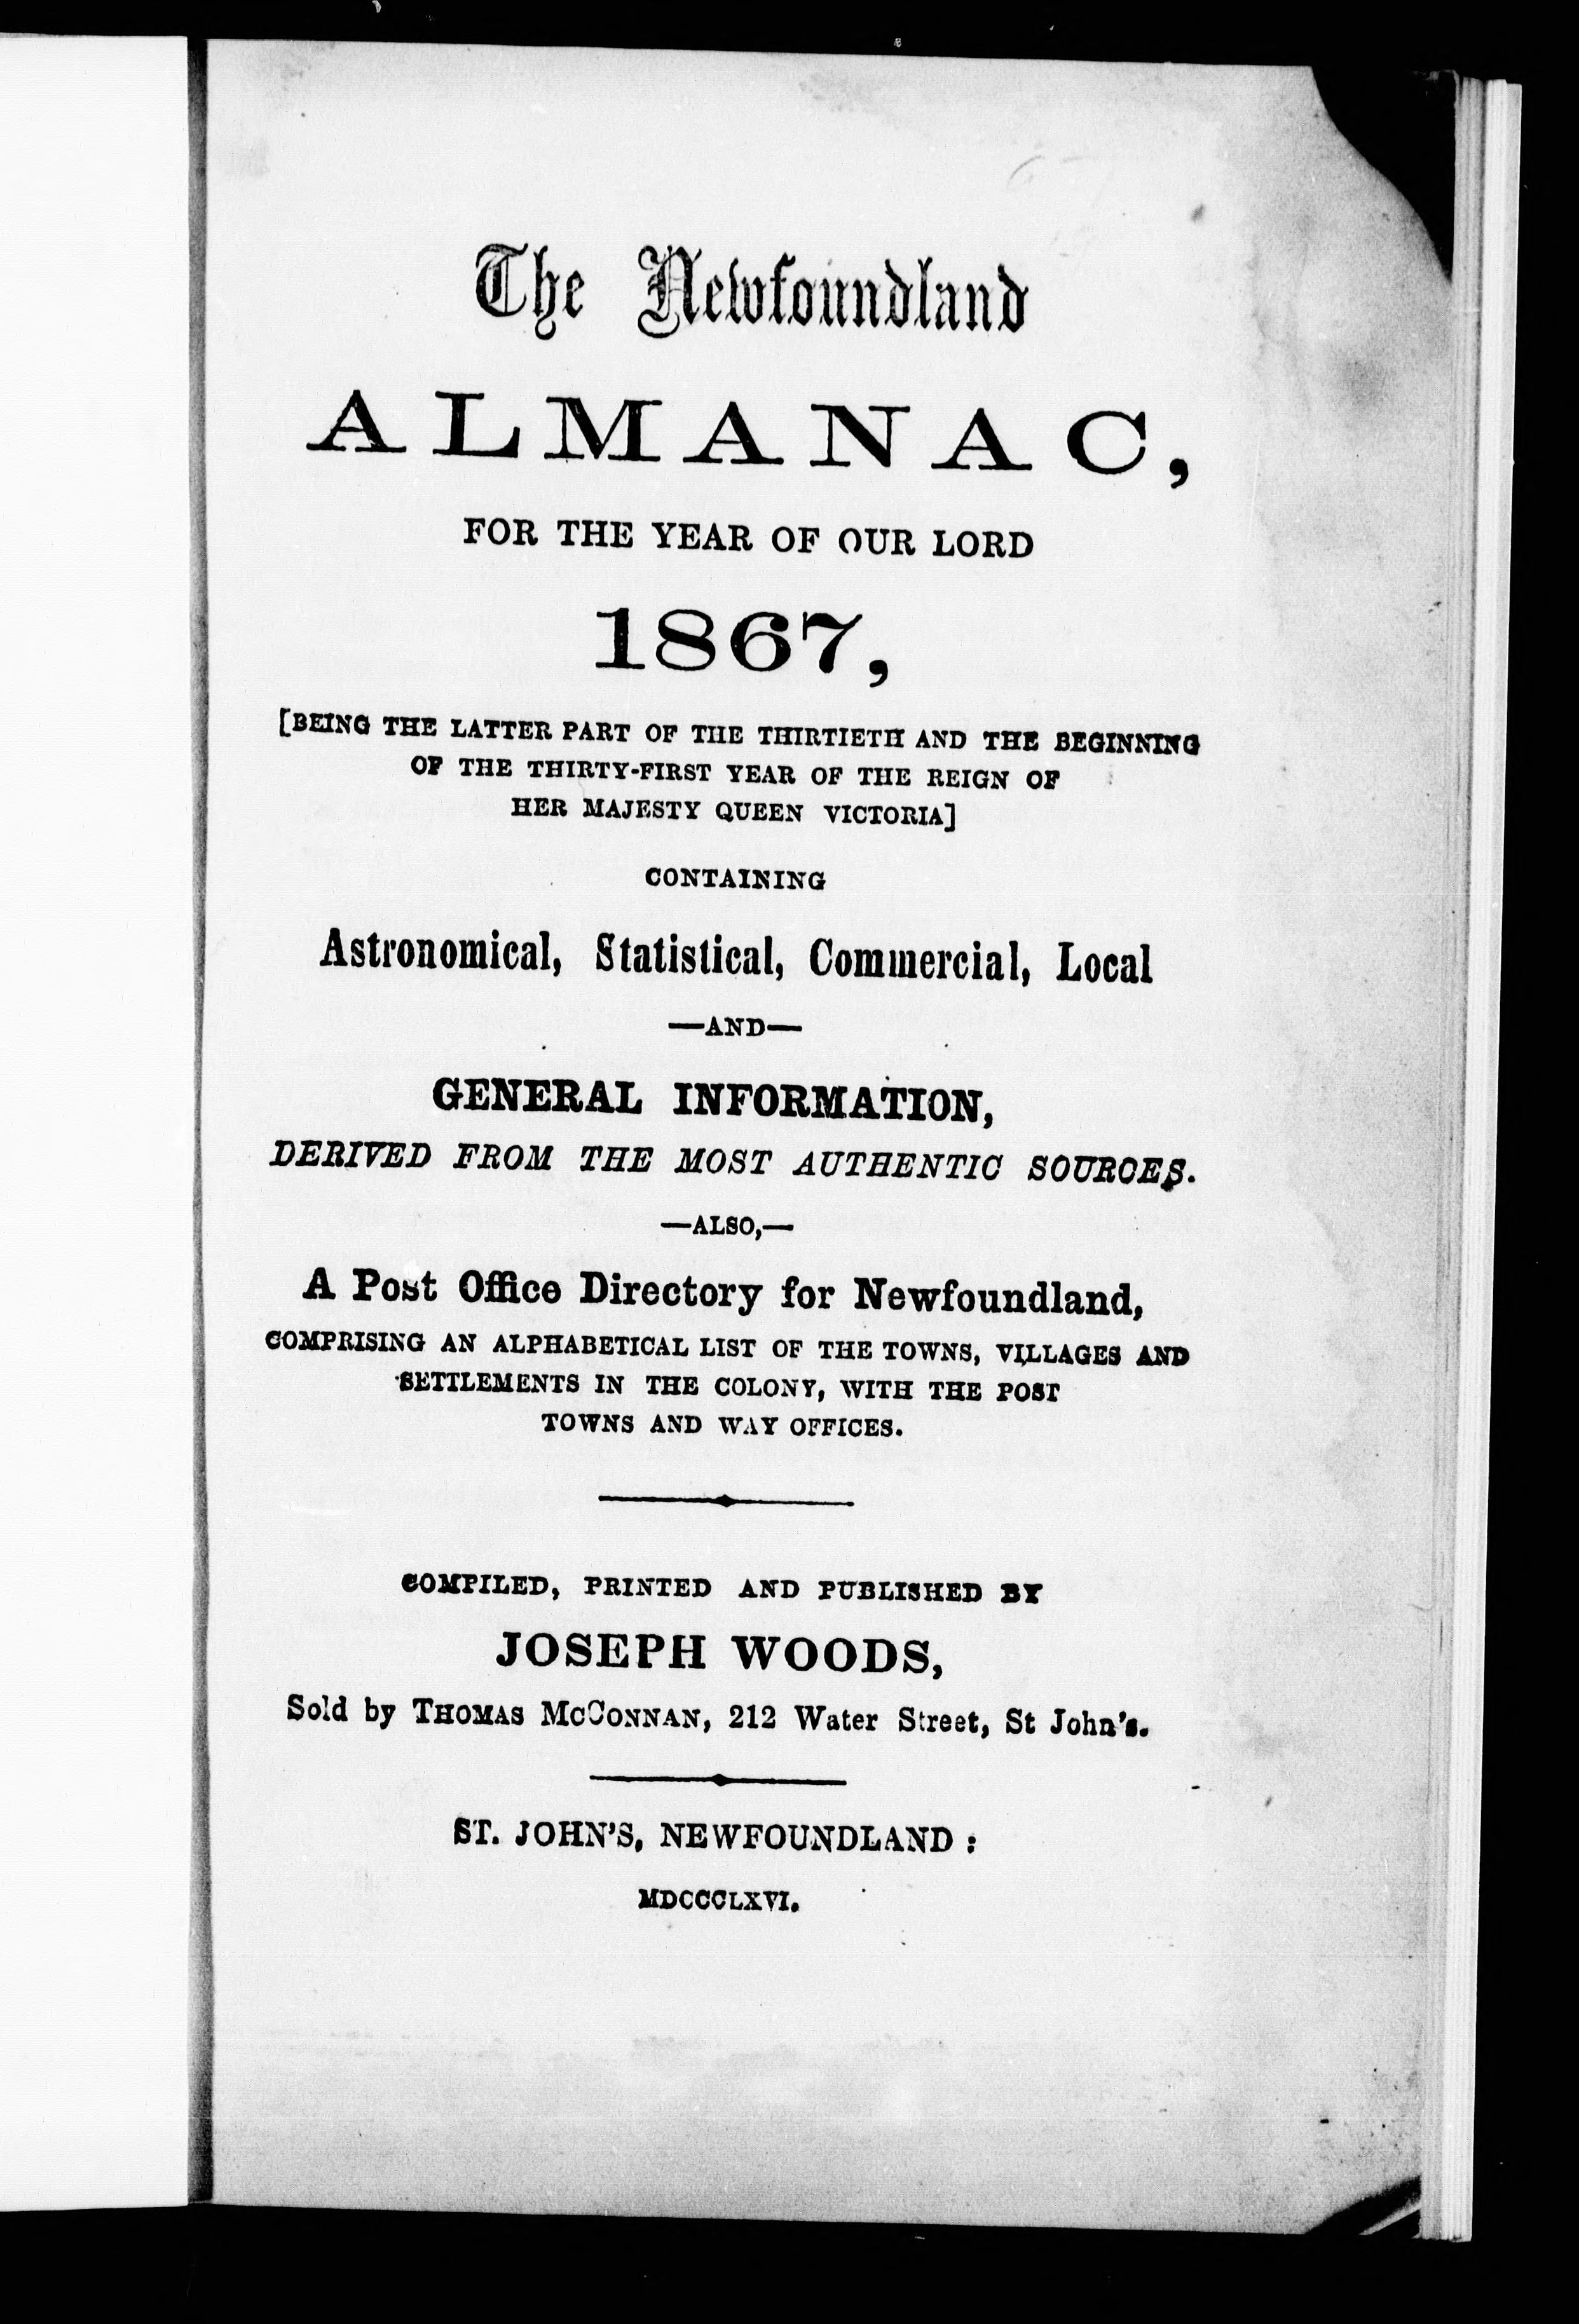 The Newfoundland
ALMANAC,
FOR THE YEAR OF OUR LORD
1867,
[BEING THE LATTER PART OF THE THIRTIETH AND THE BEGINNING
OF THE THIRTY-FIRST YEAR OF THE REIGN OF
HER MAJESTY QUEEN VICTORIA]
CONTAINING
Astronomical, Statistical, Commercial, Local
—AND—
GENERAL INFORMATION,
DERIVED FROM THE MOST AUTHENTIC SOURCES.
—ALSO,—
A Post Office Directory for Newfoundland,
COMPRISING AN ALPHABETICAL LIST OF THE TOWNS, VILLAGES AND
SETTLEMENTS IN THE COLONY, WITH THE POST
TOWNS AND WAY OFFICES.
COMPILED, PRINTED AND PUBLISHED BY
JOSEPH WOODS,
Sold by THOMAS MCCONNAN, 212 Water Street, St John's.
ST. JOHN'S, NEWFOUNDLAND:
MDCCCLXVI.